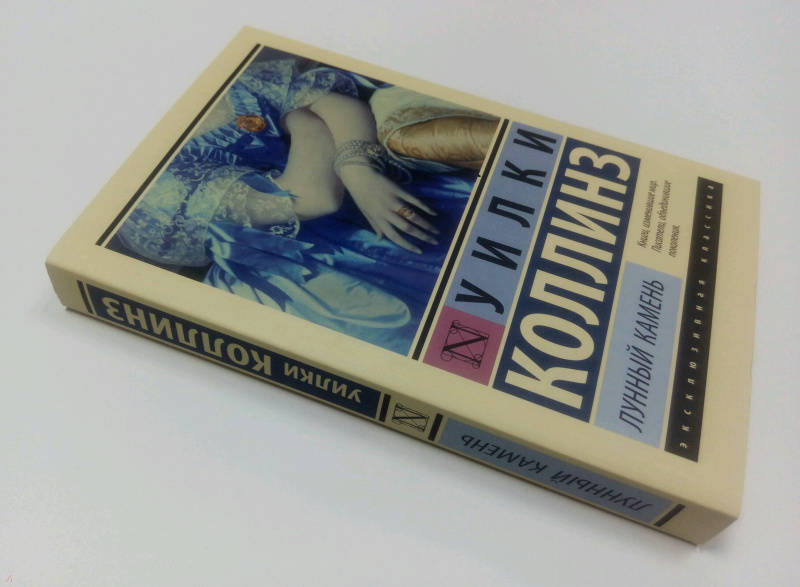 УИЛКИ
КОЛЛИНЗ
Книги, изменившие мир.
Писатели, объединившие
поколения.
ЛУННЫЙ КАМЕНЬ
эксклюзивная классика
УИЛКИ КОЛЛИНЗ
N
ЛУННЫЙ КАМЕНЬ